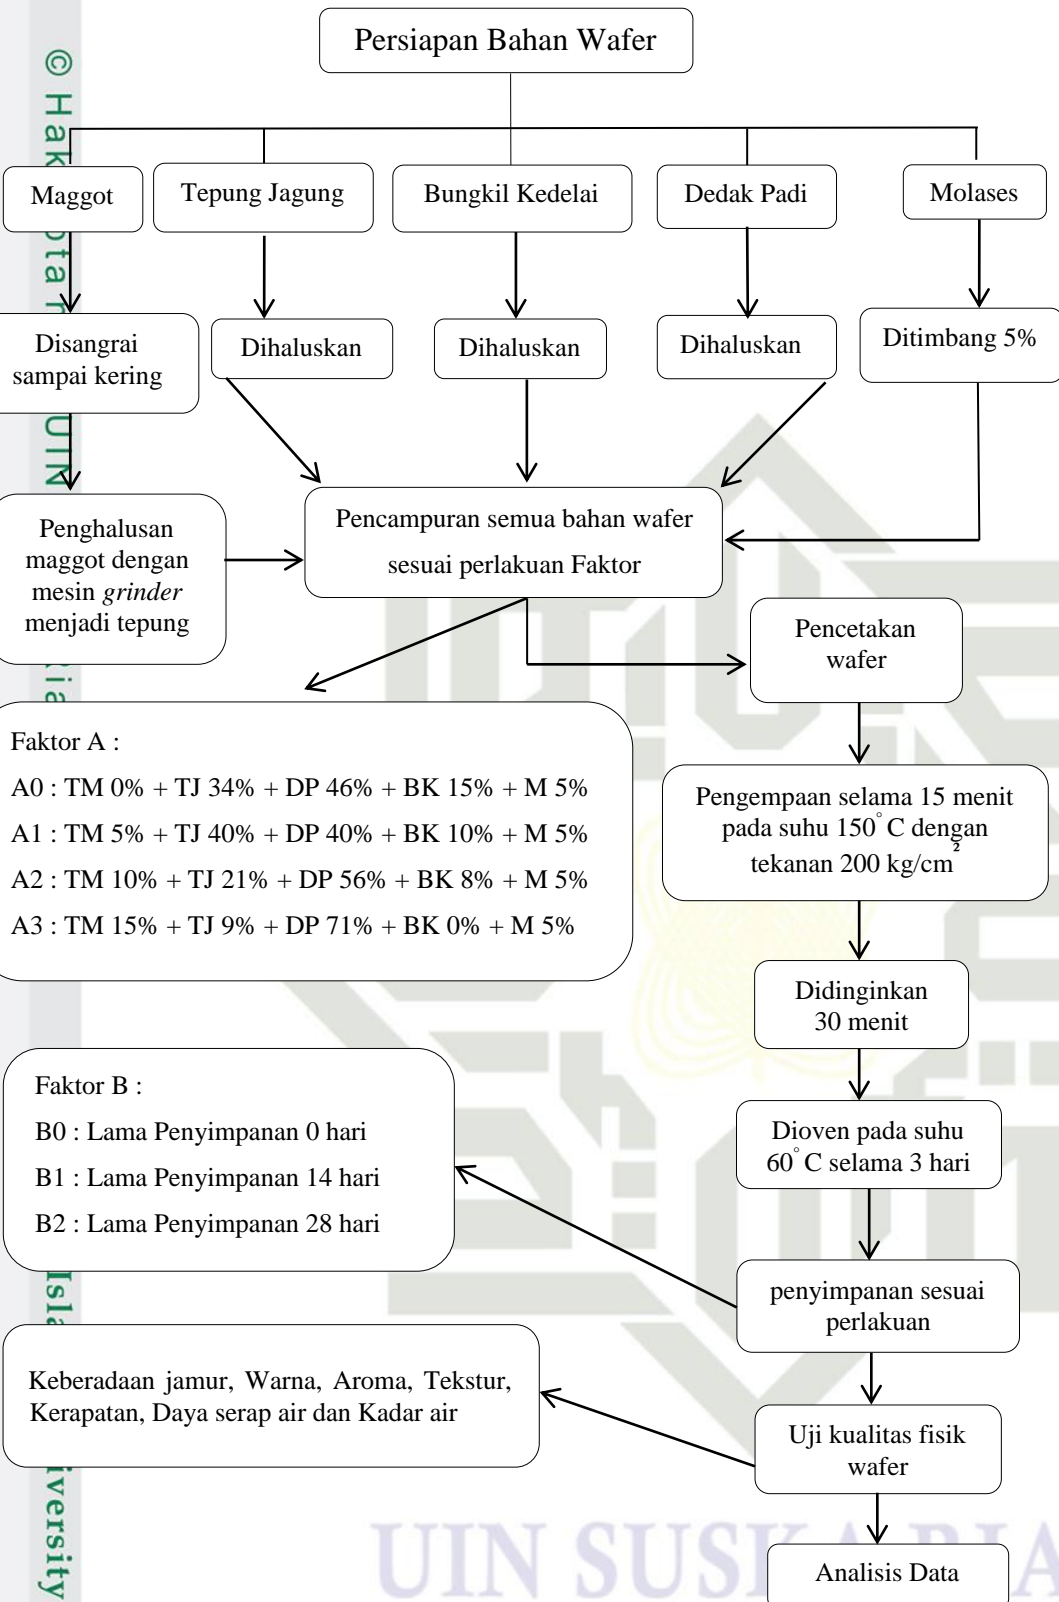 Persiapan Bahan Wafer
Maggot
Tepung Jagung
Bungkil Kedelai
Dedak Padi
Molases
Disangrai
sampai kering
Dihaluskan
Dihaluskan
Dihaluskan
Ditimbang 5%
Penghalusan
maggot dengan
mesin grinder
menjadi tepung
Pencampuran semua bahan wafer
sesuai perlakuan Faktor
Pencetakan
wafer
Faktor A :
A0 : TM 0% + TJ 34% + DP 46% + BK 15% + M 5%
A1 : TM 5% + TJ 40% + DP 40% + BK 10% + M 5%
A2 : TM 10% + TJ 21% + DP 56% + BK 8% + M 5%
A3 : TM 15% + TJ 9% + DP 71% + BK 0% + M 5%
Pengempaan selama 15 menit
pada suhu 150°C dengan
tekanan 200 kg/cm²
Didinginkan
30 menit
Faktor B :
B0 : Lama Penyimpanan 0 hari
B1 : Lama Penyimpanan 14 hari
B2 : Lama Penyimpanan 28 hari
Dioven pada suhu
60°C selama 3 hari
penyimpanan sesuai
perlakuan
Keberadaan jamur, Warna, Aroma, Tekstur,
Kerapatan, Daya serap air dan Kadar air
Uji kualitas fisik
wafer
Analisis Data
© Hak
UIN
UIN SUSKA RIA